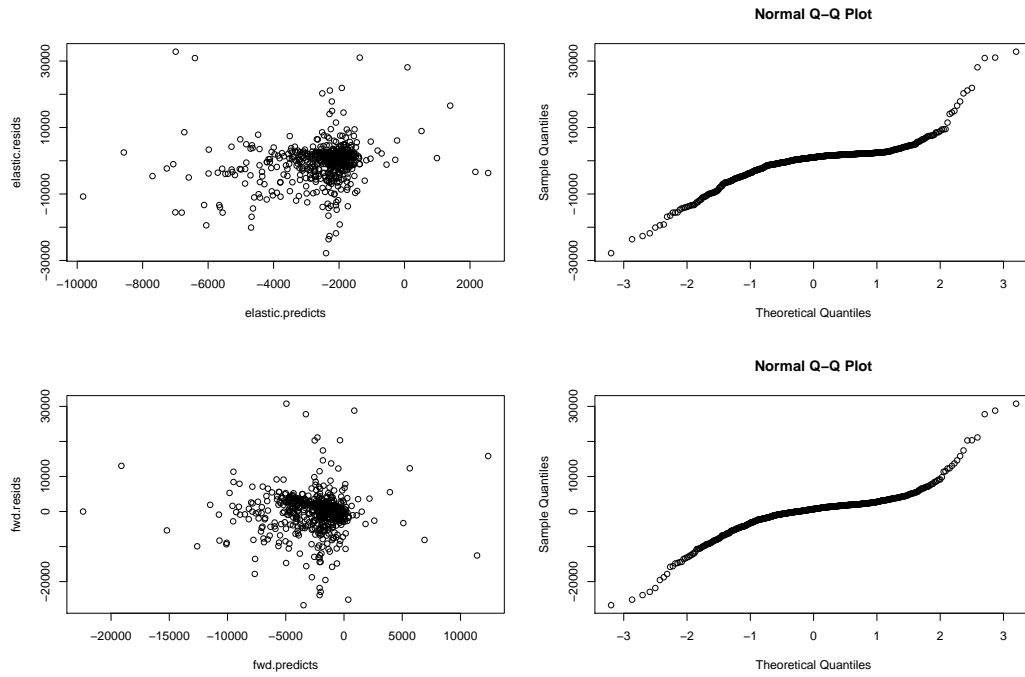 Normal Q−Q Plot
elastic.resids
30000
10000
−10000
−30000
−10000 −8000 −6000 −4000 −2000 0 2000
elastic.predicts
Sample Quantiles
30000
10000
−10000
−30000
−3 −2 −1 0 1 2 3
Theoretical Quantiles
Normal Q−Q Plot
fwd.resids
30000
10000
0
−20000
−20000 −15000 −10000 −5000 0 5000 10000
fwd.predicts
Sample Quantiles
30000
10000
0
−20000
−3 −2 −1 0 1 2 3
Theoretical Quantiles